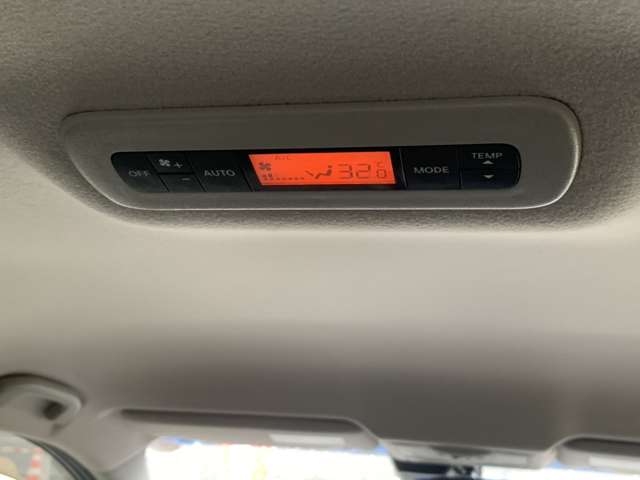 OFF
+
-
AUTO
A/C
32.0
MODE
TEMP